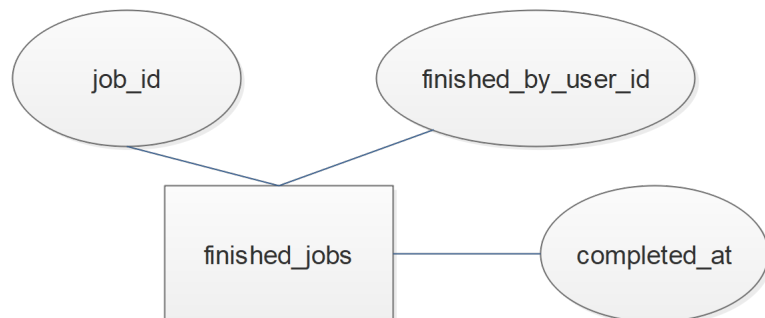 job_id
finished_by_user_id
finished_jobs
completed_at